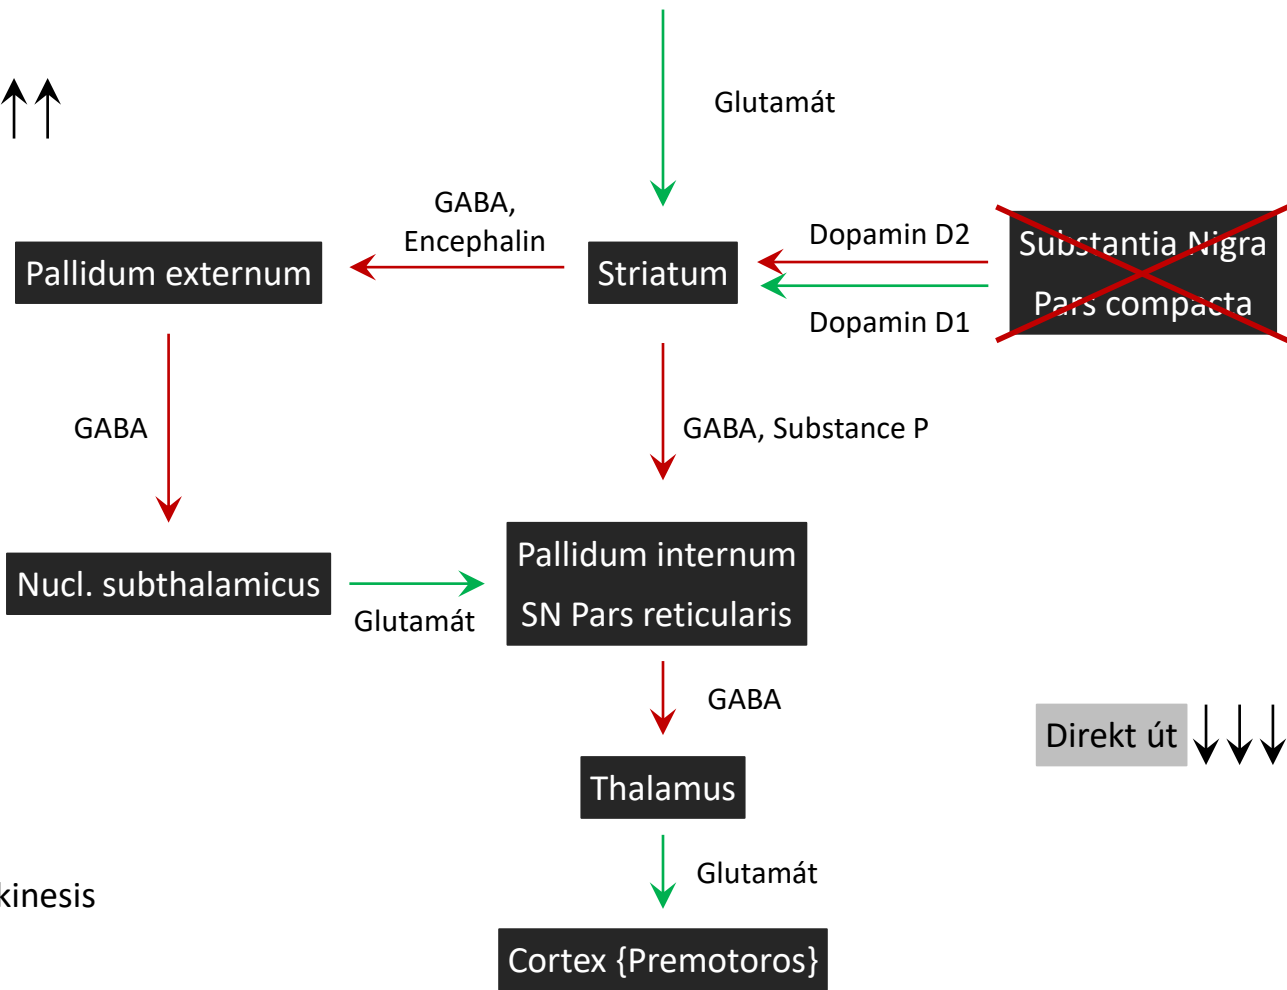 Glutamát
GABA,
Encephalin
Dopamin D2
Substantia Nigra
Pars compacta
Pallidum externum
Striatum
Dopamin D1
GABA
GABA, Substance P
Pallidum internum
SN Pars reticularis
Nucl. subthalamicus
Glutamát
GABA
Direkt út
Thalamus
Glutamát
kinesis
Cortex {Premotoros}